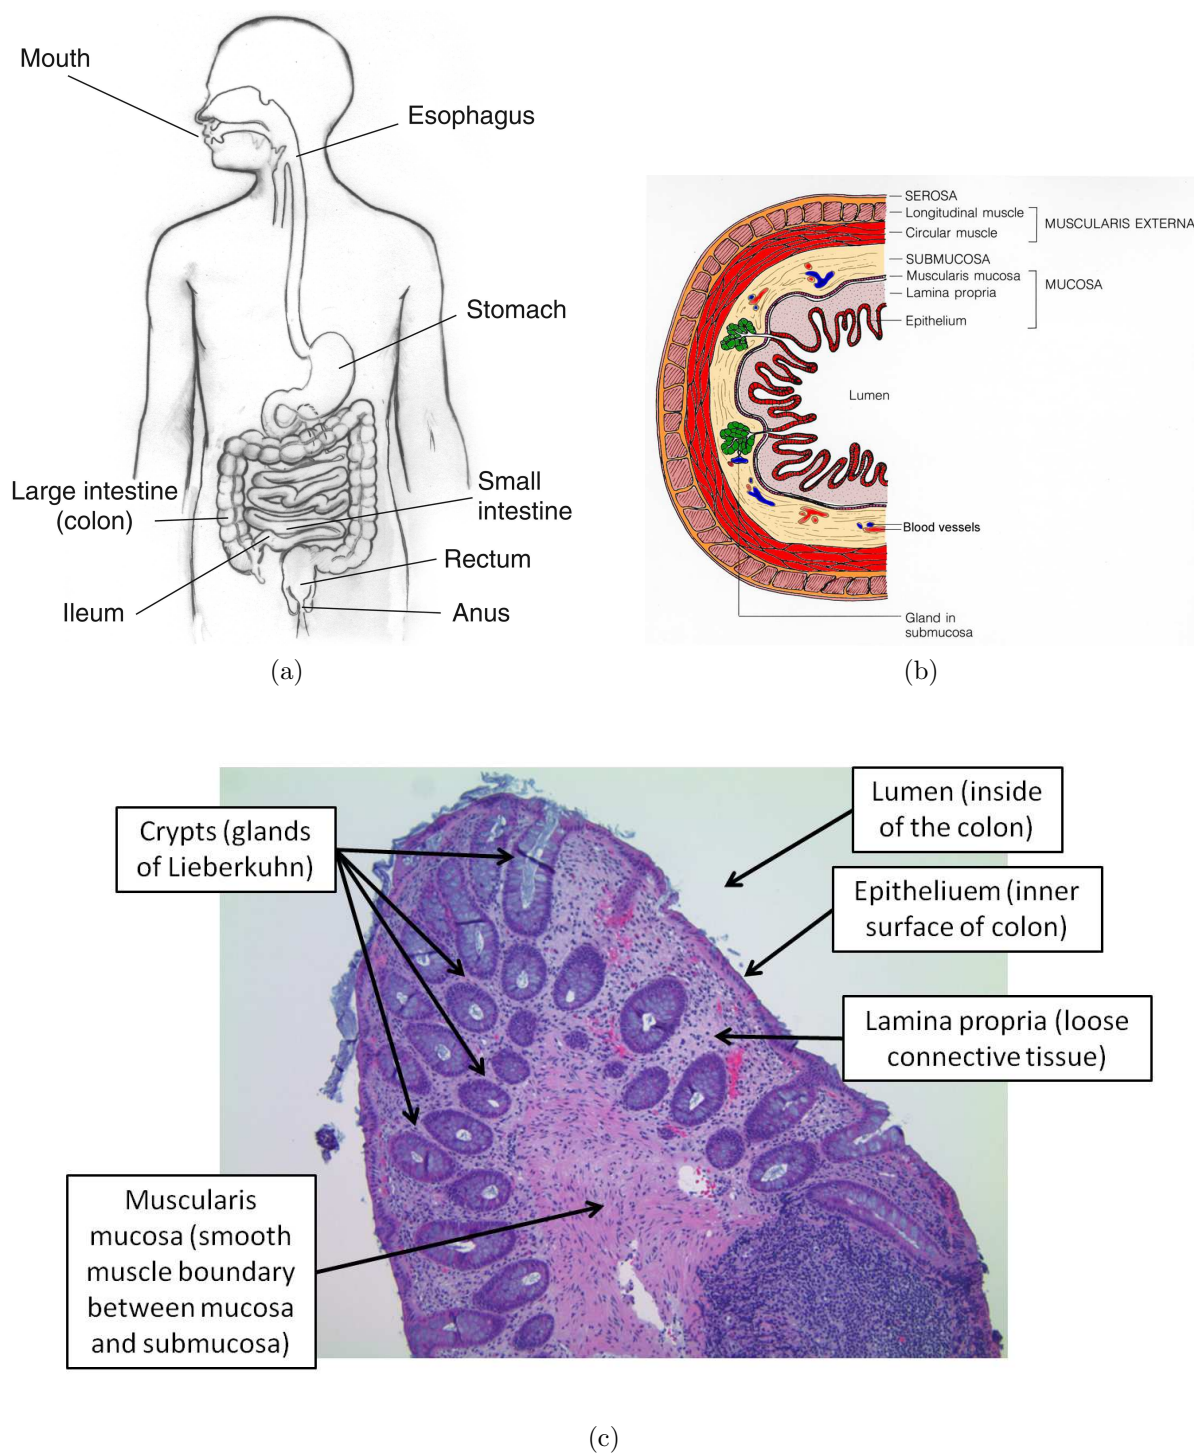 Mouth
Esophagus
Stomach
Large intestine
(colon)
Small
intestine
Rectum
Ileum
Anus
(a)
SEROSA
Longitudinal muscle
MUSCULARIS EXTERNA
Circular muscle
SUBMUCOSA
Muscularis mucosa
MUCOSA
Lamina propria
Epithelium
Lumen
Blood vessels
Gland in
submucosa
(b)
Crypts (glands
of Lieberkuhn)
Lumen (inside
of the colon)
Epitheliuem (inner
surface of colon)
Lamina propria (loose
connective tissue)
Muscularis
mucosa (smooth
muscle boundary
between mucosa
and submucosa)
(c)